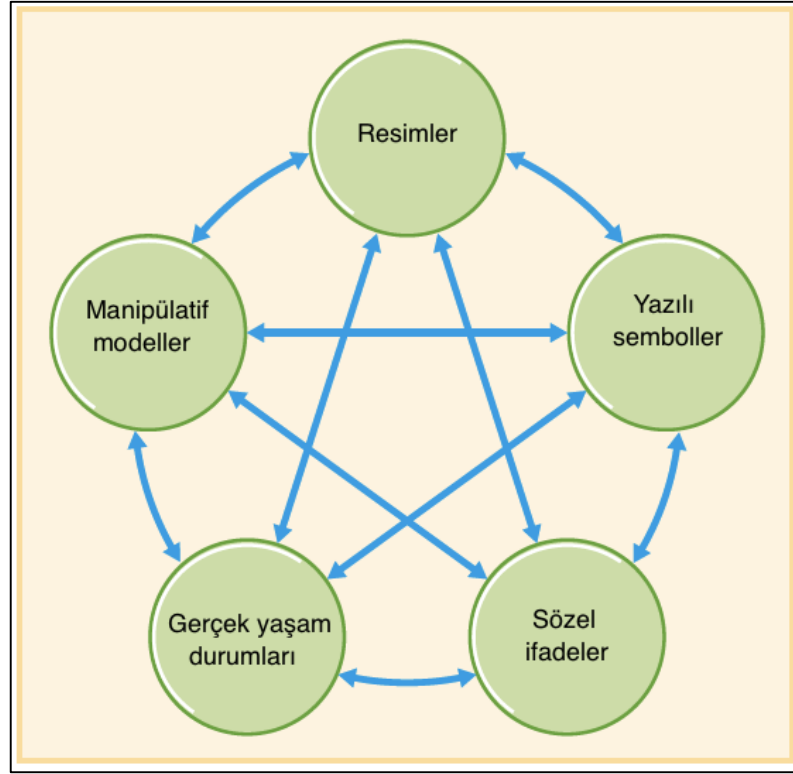 Resimler
Manipülatif
modeller
Yazılı
semboller
Gerçek yaşam
durumları
Sözel
ifadeler